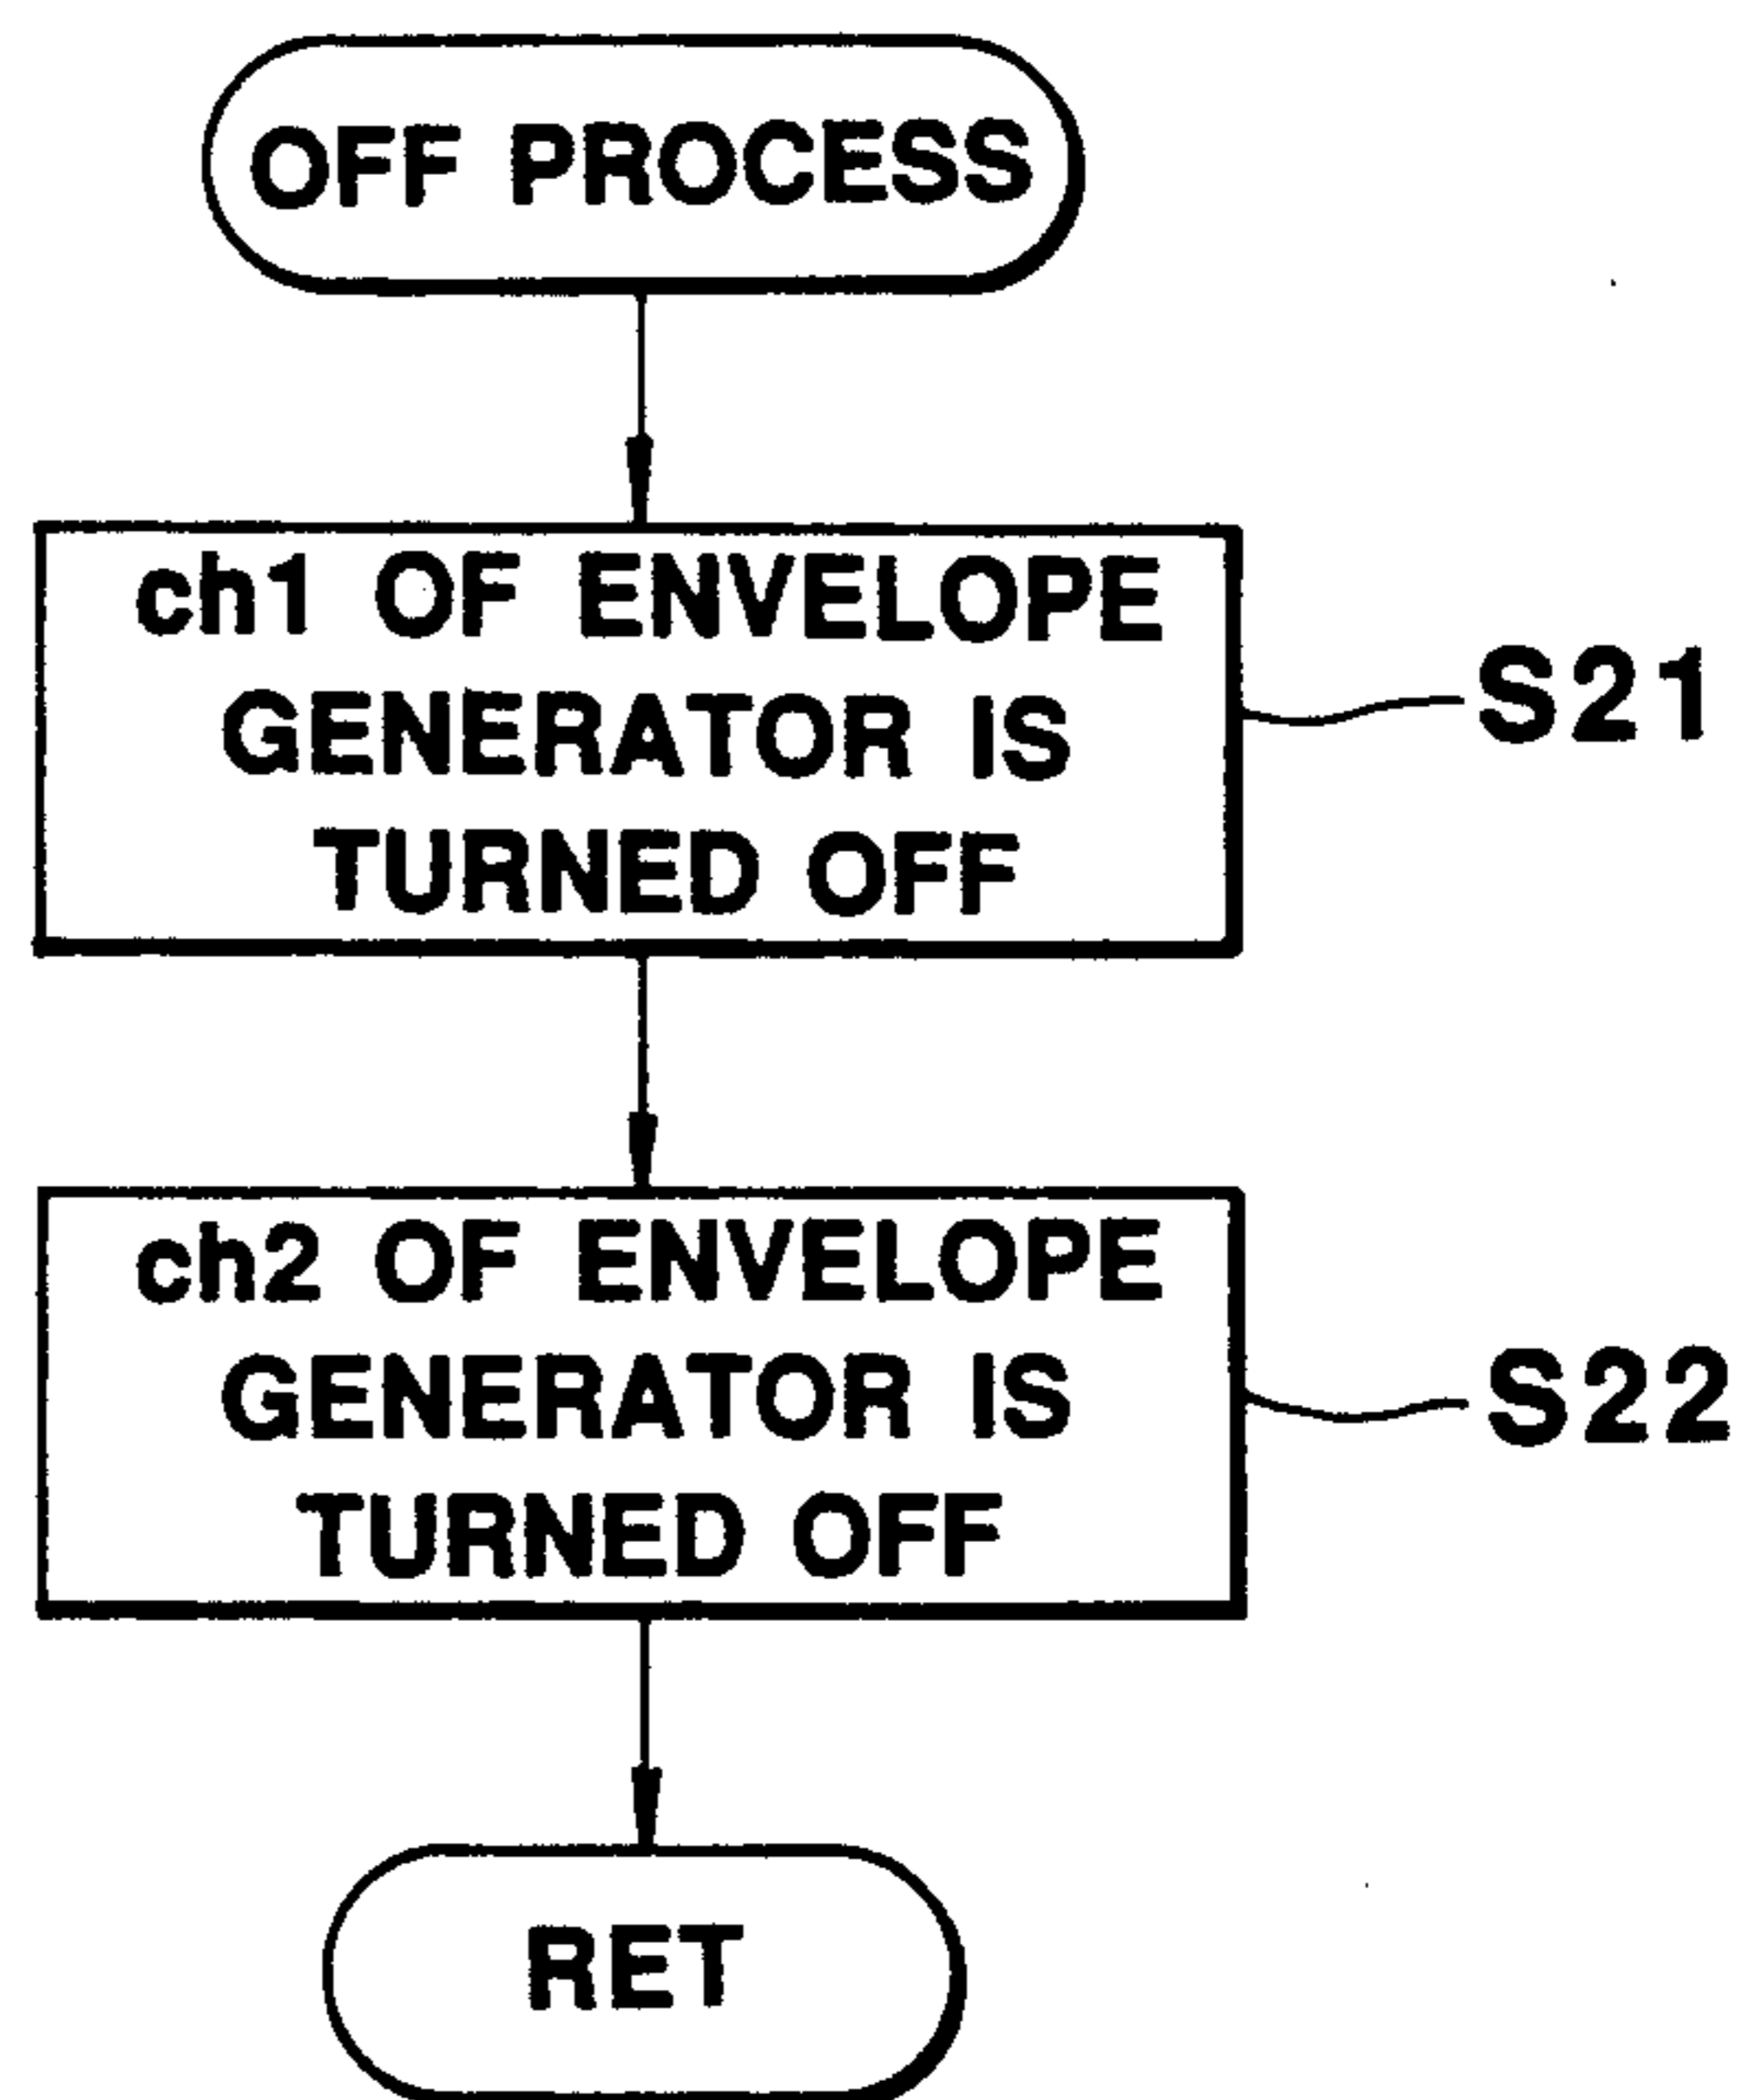 OFF PROCESS
ch1 OF ENVELOPE
GENERATOR IS
TURNED OFF
S21
ch2 OF ENVELOPE
GENERATOR IS
TURNED OFF
S22
RET